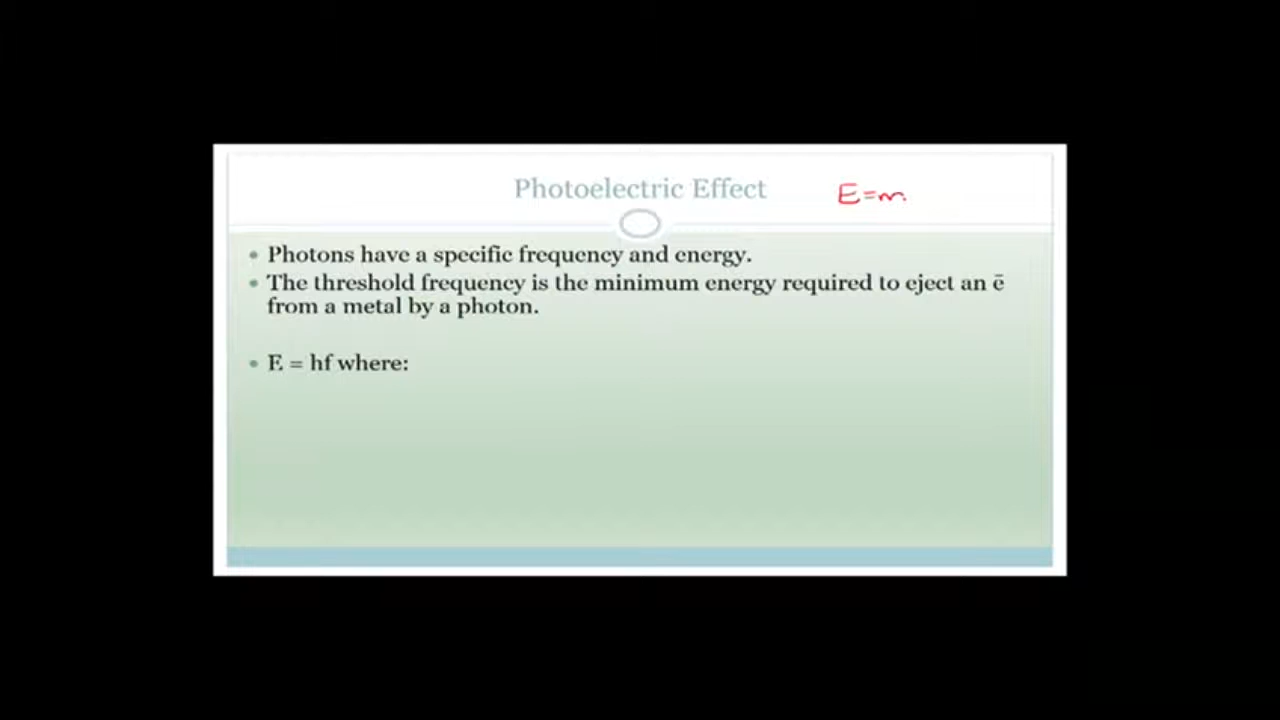 Photoelectric Effect
E=m
• Photons have a specific frequency and energy.
• The threshold frequency is the minimum energy required to eject an ē
from a metal by a photon.
• E = hf where: